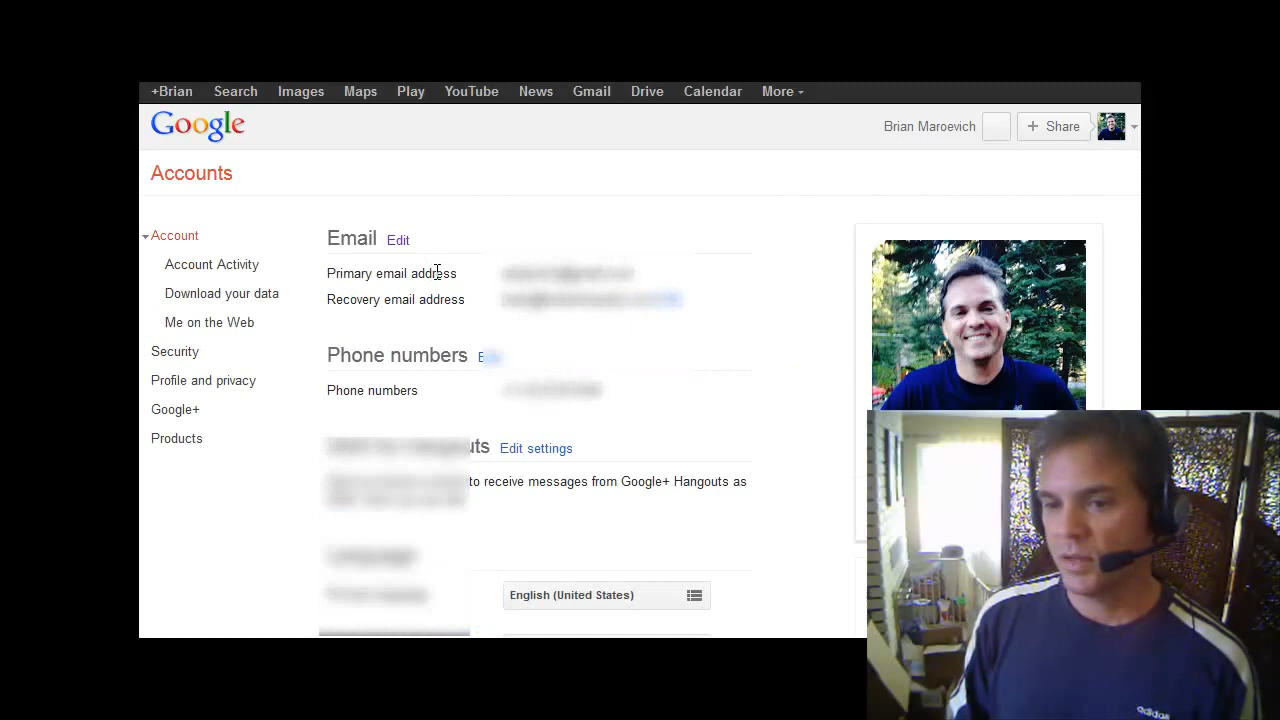 +Brian Search Images Maps Play YouTube News Gmail Drive Calendar More
Google
Brian Maroevich
+ Share
Accounts
Account
Account Activity
Download your data
Me on the Web
Security
Profile and privacy
Google+
Products
Email Edit
Primary email address
Recovery email address
Phone numbers
Phone numbers
Edit settings
to receive messages from Google+ Hangouts as
English (United States)
adidas